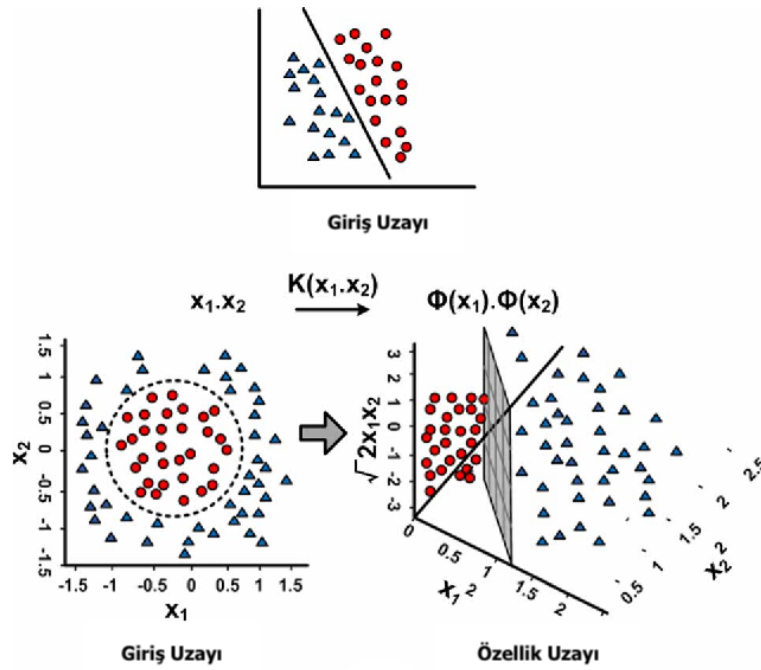 Giriş Uzayı
x₁.x₂
K(x₁.x₂)
Φ(x₁).Φ(x₂)
1.5
1
0.5
0
-0.5
-1
-1.5
x₂
-1.5
-1
-0.5
0
0.5
1
1.5
x₁
Giriş Uzayı
3
2
1
0
-1
-2
-3
√2x₁x₂
0
0.5
1
1.5
2
x₁²
0.5
1
1.5
2
2.5
x₂²
Özellik Uzayı